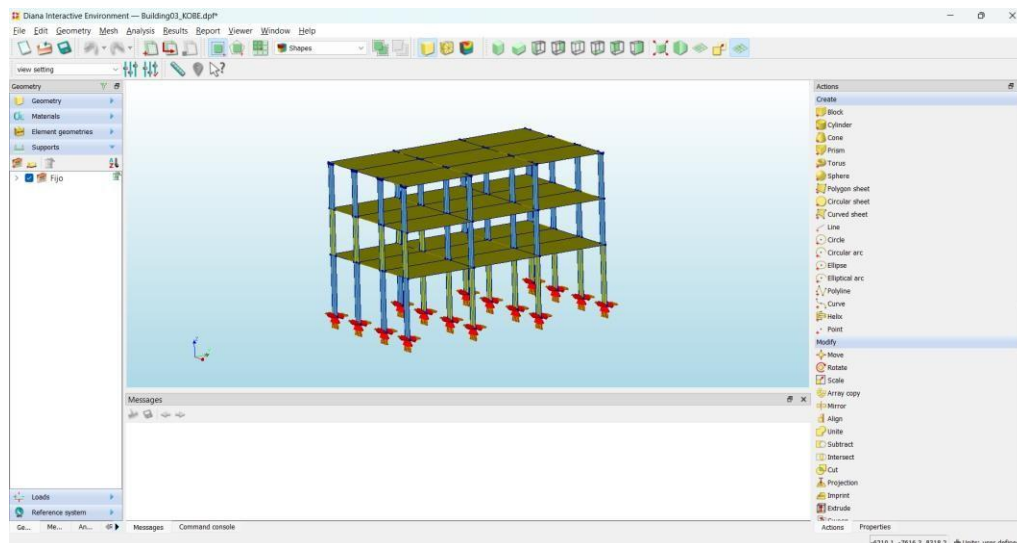 Diana Interactive Environment — Building03_KOBE.dpf*
File Edit Geometry Mesh Analysis Results Report Viewer Window Help
Shapes
view setting
Geometry
Geometry
Materials
Element geometries
Supports
Fijo
Loads
Reference system
Ge... Me... An...
Messages
Messages Command console
Actions
Create
Block
Cylinder
Cone
Prism
Torus
Sphere
Polygon sheet
Circular sheet
Curved sheet
Line
Circle
Circular arc
Ellipse
Elliptical arc
Polyline
Curve
Helix
Point
Modify
Move
Rotate
Scale
Array copy
Mirror
Align
Unite
Subtract
Intersect
Cut
Projection
Imprint
Extrude
Actions Properties